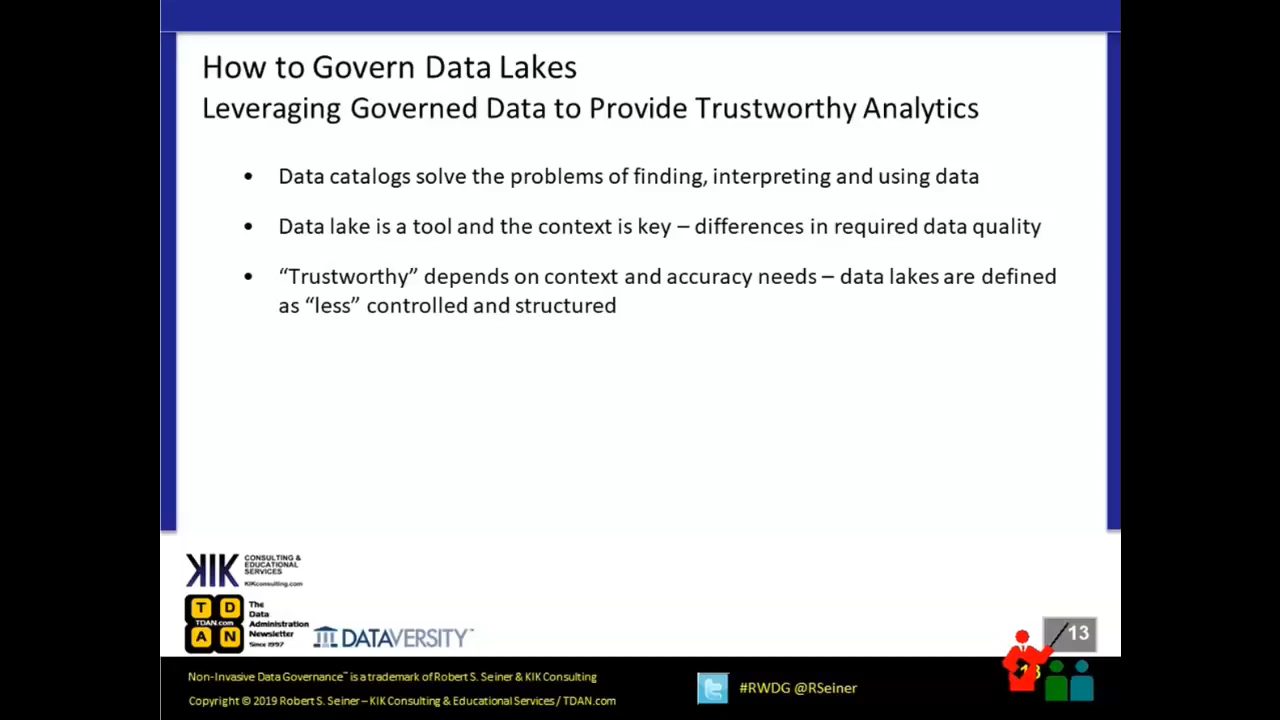 How to Govern Data Lakes
Leveraging Governed Data to Provide Trustworthy Analytics
• Data catalogs solve the problems of finding, interpreting and using data
• Data lake is a tool and the context is key – differences in required data quality
• “Trustworthy” depends on context and accuracy needs – data lakes are defined
as “less” controlled and structured
KIK
CONSULTING &
EDUCATIONAL
SERVICES
KIKconsulting.com
T D
TDAN.com
A N
The
Data
Administration
Newsletter
Since 1997
DATAVERSITY™
13
Non-Invasive Data Governance™ is a trademark of Robert S. Seiner & KIK Consulting
Copyright © 2019 Robert S. Seiner – KIK Consulting & Educational Services / TDAN.com
#RWDG @RSeiner